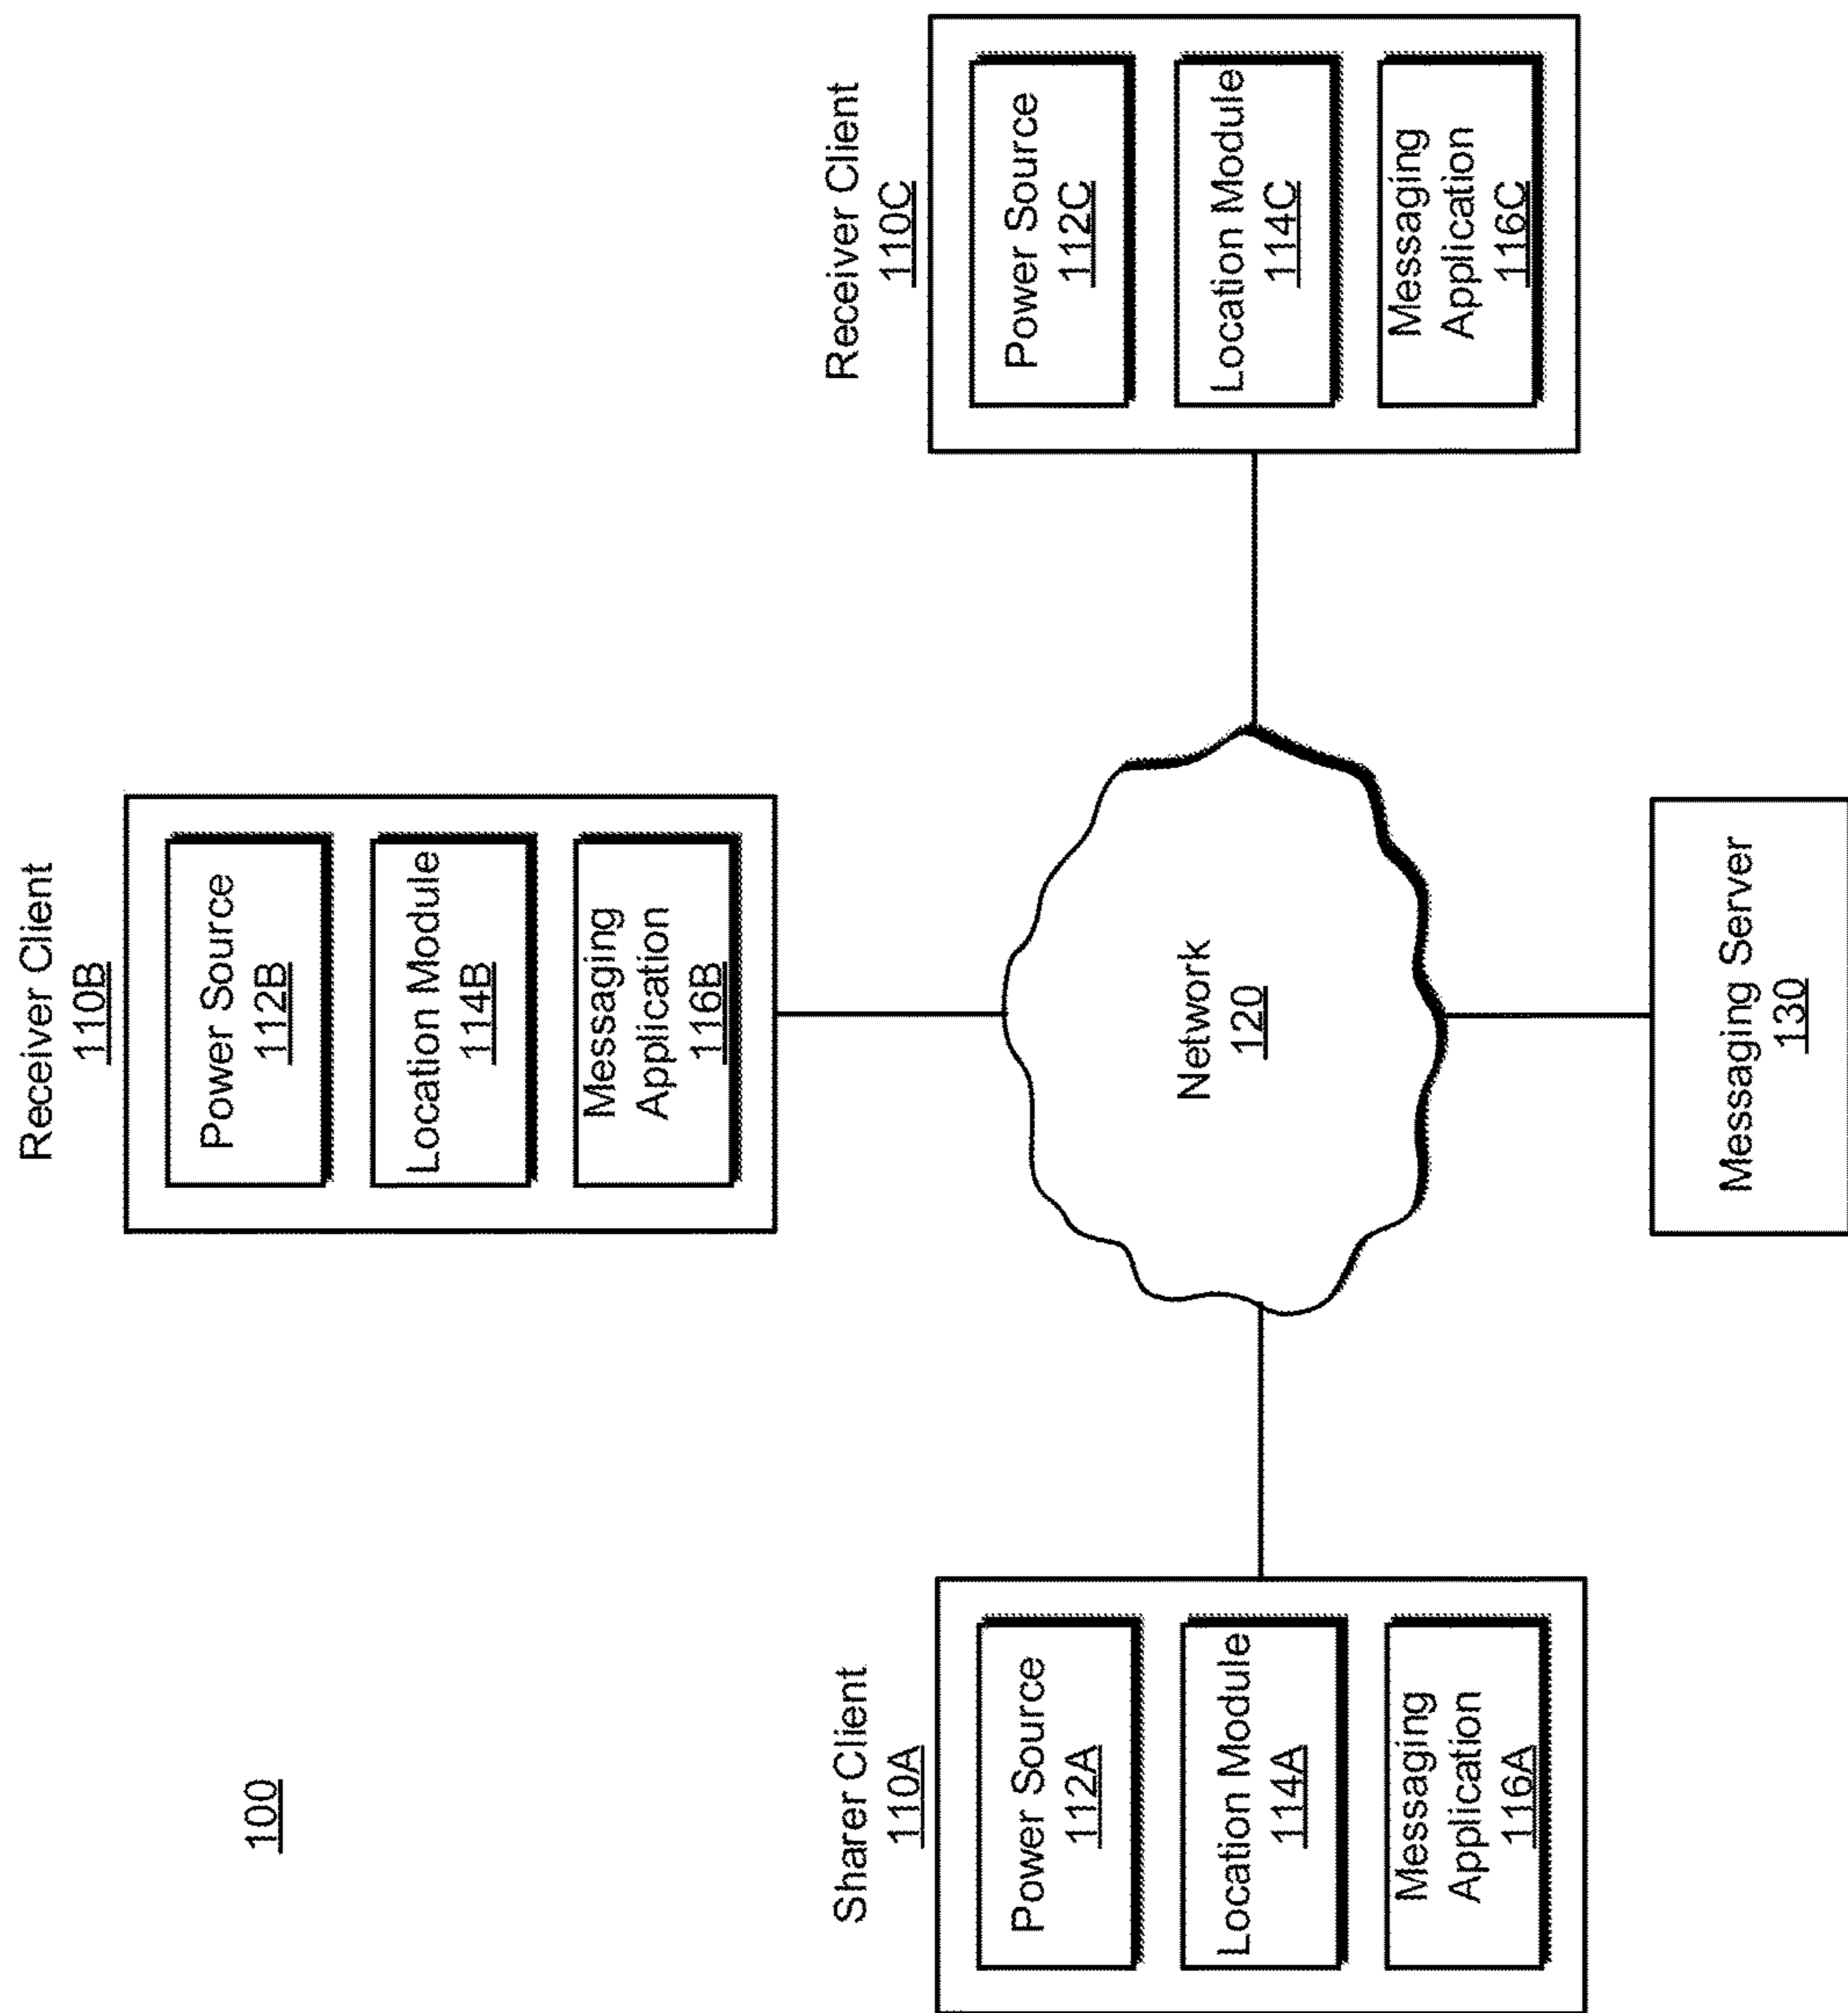 100
Receiver Client
110B
Power Source
112B
Location Module
114B
Messaging
Application
116B
Sharer Client
110A
Power Source
112A
Location Module
114A
Messaging
Application
116A
Network
120
Receiver Client
110C
Power Source
112C
Location Module
114C
Messaging
Application
116C
Messaging Server
130